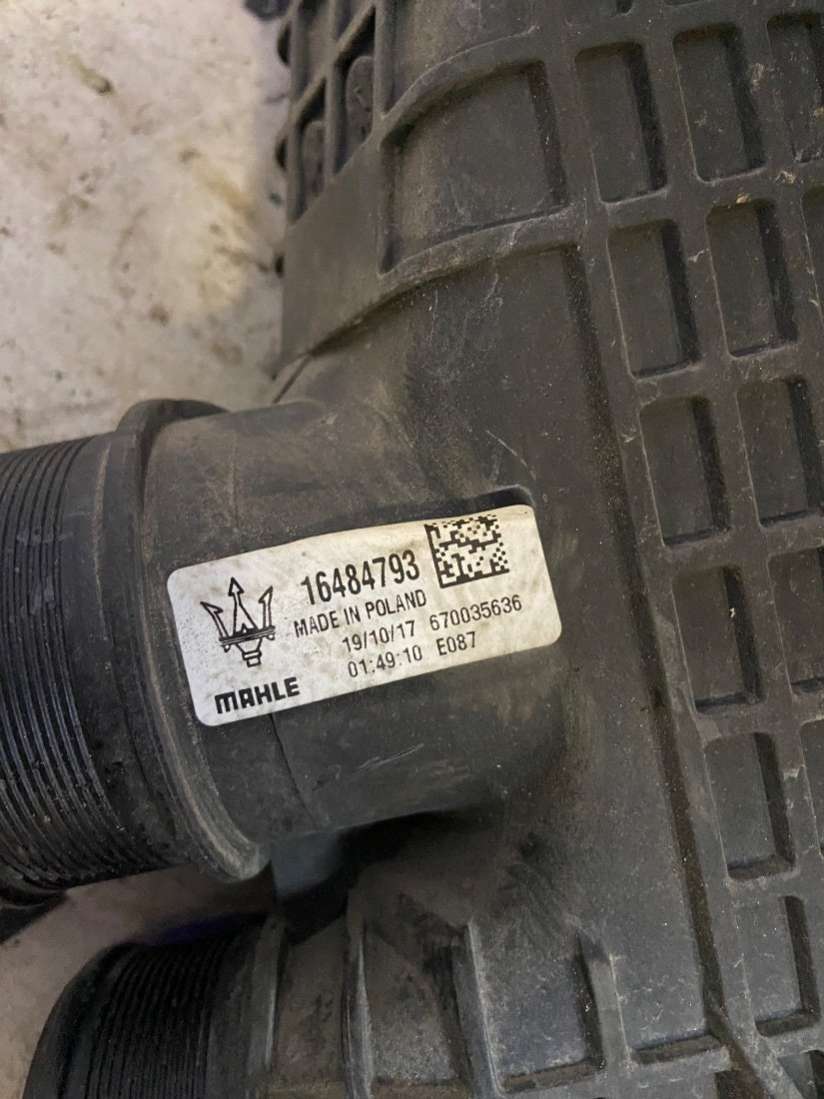 16484793
MADE IN POLAND
19/10/17 670035636
01:49:10 E087
MAHLE